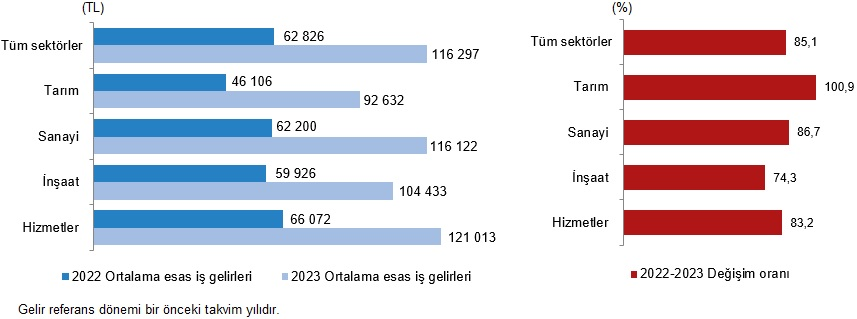 (TL)
Tüm sektörler
62 826
116 297
Tarım
46 106
92 632
Sanayi
62 200
116 122
İnşaat
59 926
104 433
Hizmetler
66 072
121 013
2022 Ortalama esas iş gelirleri
2023 Ortalama esas iş gelirleri
(%)
Tüm sektörler
85,1
Tarım
100,9
Sanayi
86,7
İnşaat
74,3
Hizmetler
83,2
2022-2023 Değişim oranı
Gelir referans dönemi bir önceki takvim yılıdır.